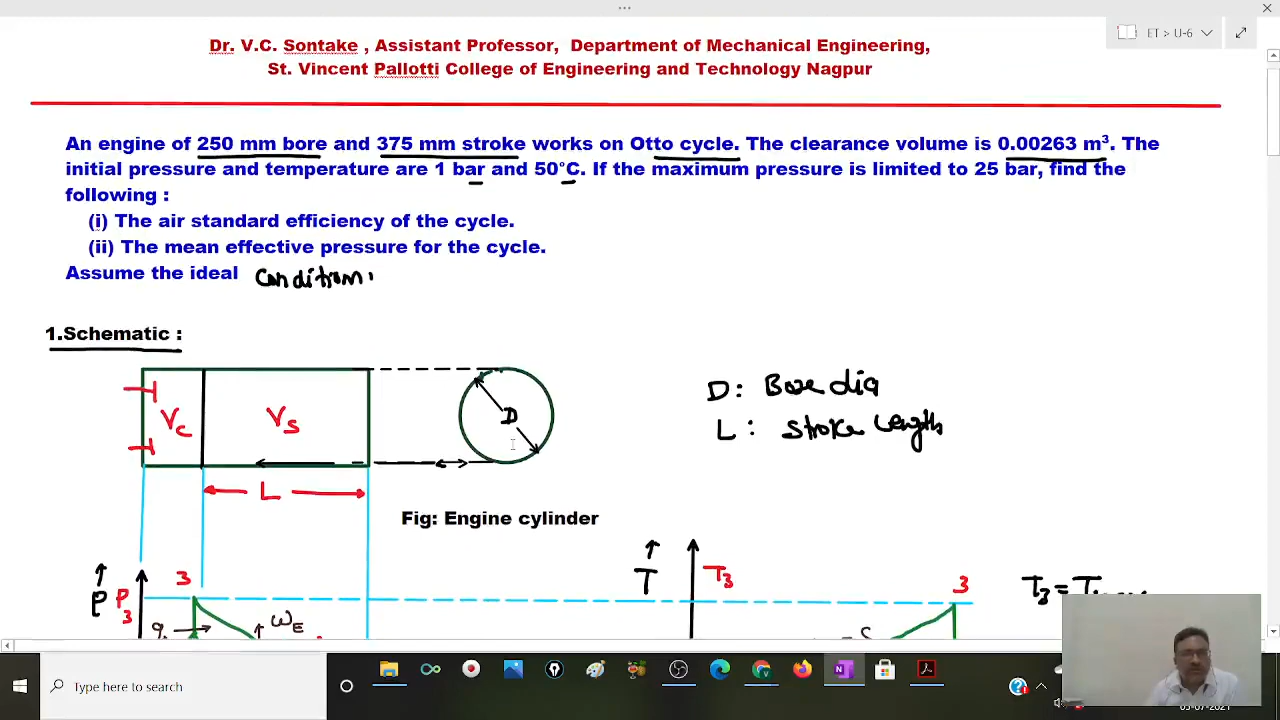 ET > U-6
Dr. V.C. Sontake , Assistant Professor, Department of Mechanical Engineering,
St. Vincent Pallotti College of Engineering and Technology Nagpur
An engine of 250 mm bore and 375 mm stroke works on Otto cycle. The clearance volume is 0.00263 m³. The
initial pressure and temperature are 1 bar and 50°C. If the maximum pressure is limited to 25 bar, find the
following :
(i) The air standard efficiency of the cycle.
(ii) The mean effective pressure for the cycle.
Assume the ideal condition.
1.Schematic :
Vc Vs D
D: Bore dia
L: stroke length
L
Fig: Engine cylinder
P P3 3 T T3 3
ωE
Type here to search
05-07-2021